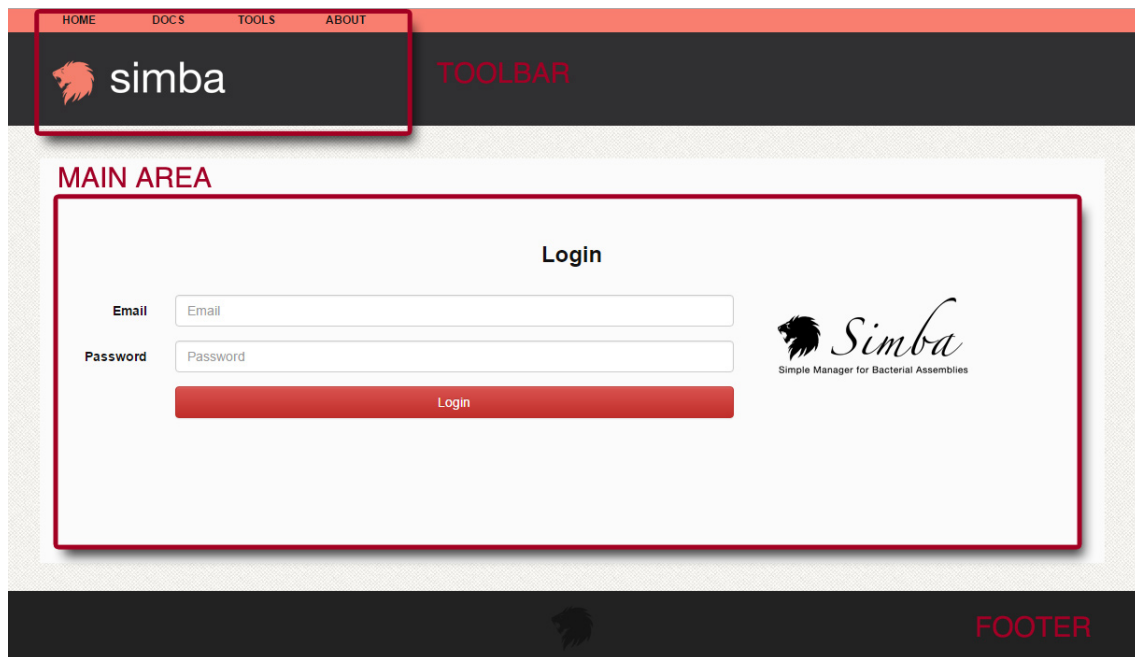 HOME DOCS TOOLS ABOUT
simba
TOOLBAR
MAIN AREA
Login
Email Email
Password Password
Login
Simba
Simple Manager for Bacterial Assemblies
FOOTER